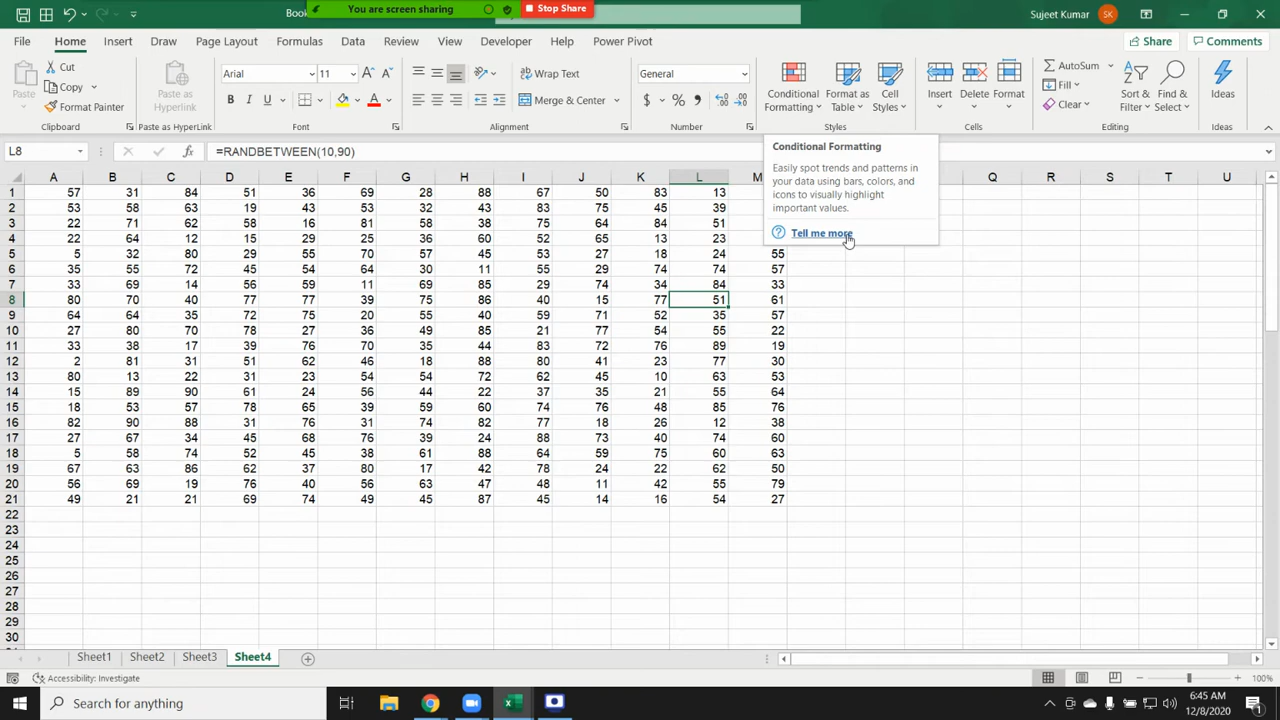 Book
You are screen sharing
Stop Share
Sujeet Kumar
SK
File Home Insert Draw Page Layout Formulas Data Review View Developer Help Power Pivot
Share
Comments
Paste
Cut
Copy
Format Painter
Clipboard
Paste as Hyperlink
Paste as HyperLink
Arial 11
B I U
Font
Wrap Text
Merge & Center
Alignment
General
$ % 9
Number
Conditional Formatting
Format as Table
Cell Styles
Styles
Insert
Delete
Format
Cells
AutoSum
Fill
Clear
Sort & Filter
Find & Select
Editing
Ideas
Ideas
L8
fx
=RANDBETWEEN(10,90)
Conditional Formatting
Easily spot trends and patterns in
your data using bars, colors, and
icons to visually highlight
important values.
Tell me more
A B C D E F G H I J K L M Q R S T U
1 57 31 84 51 36 69 28 88 67 50 83 13
2 53 58 63 19 43 53 32 43 83 75 45 39
3 22 71 62 58 16 81 58 38 75 64 84 51
4 22 64 12 15 29 25 36 60 52 65 13 23
5 5 32 80 29 55 70 57 45 53 27 18 24 55
6 35 55 72 45 54 64 30 11 55 29 74 74 57
7 33 69 14 56 59 11 69 85 29 74 34 84 33
8 80 70 40 77 77 39 75 86 40 15 77 51 61
9 64 64 35 72 75 20 55 40 59 71 52 35 57
10 27 80 70 78 27 36 49 85 21 77 54 55 22
11 33 38 17 39 76 70 35 44 83 72 76 89 19
12 2 81 31 51 62 46 18 88 80 41 23 77 30
13 80 13 22 31 23 54 54 72 62 45 10 63 53
14 15 89 90 61 24 56 44 22 37 35 21 55 64
15 18 53 57 78 65 39 59 60 74 76 48 85 76
16 82 90 88 31 76 31 74 82 77 18 26 12 38
17 27 67 34 45 68 76 39 24 88 73 40 74 60
18 5 58 74 52 45 38 61 88 64 59 75 60 63
19 67 63 86 62 37 80 17 42 78 24 22 62 50
20 56 69 19 76 40 56 63 47 48 11 42 55 79
21 49 21 21 69 74 49 45 87 45 14 16 54 27
22
23
24
25
26
27
28
29
30
Sheet1 Sheet2 Sheet3 Sheet4
Accessibility: Investigate
100%
Search for anything
6:45 AM
12/8/2020
1